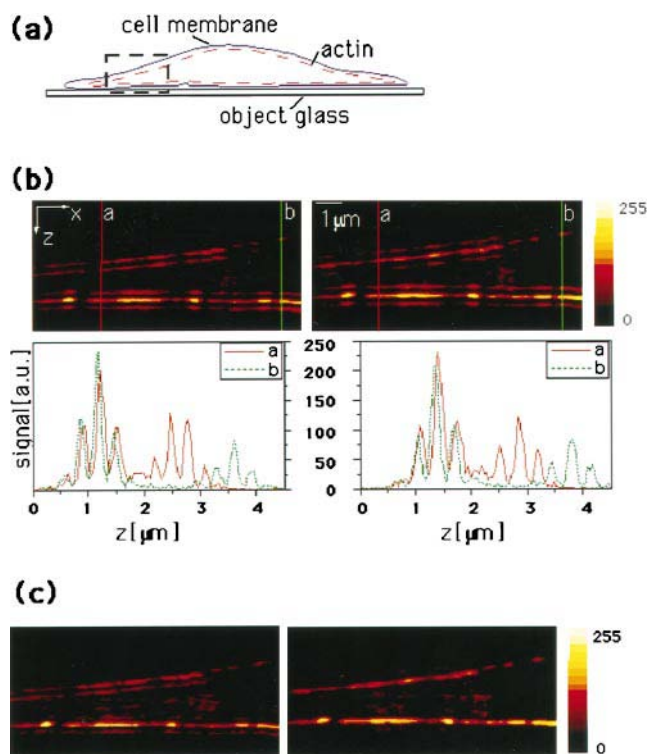 (a)
cell membrane
actin
object glass
(b)
x a b
z
1μm a b
255
0
signal[a.u.]
a
b
250
200
150
100
50
0
a
b
0 1 2 3 4
0 1 2 3 4
z[μm] z[μm]
(c)
255
0